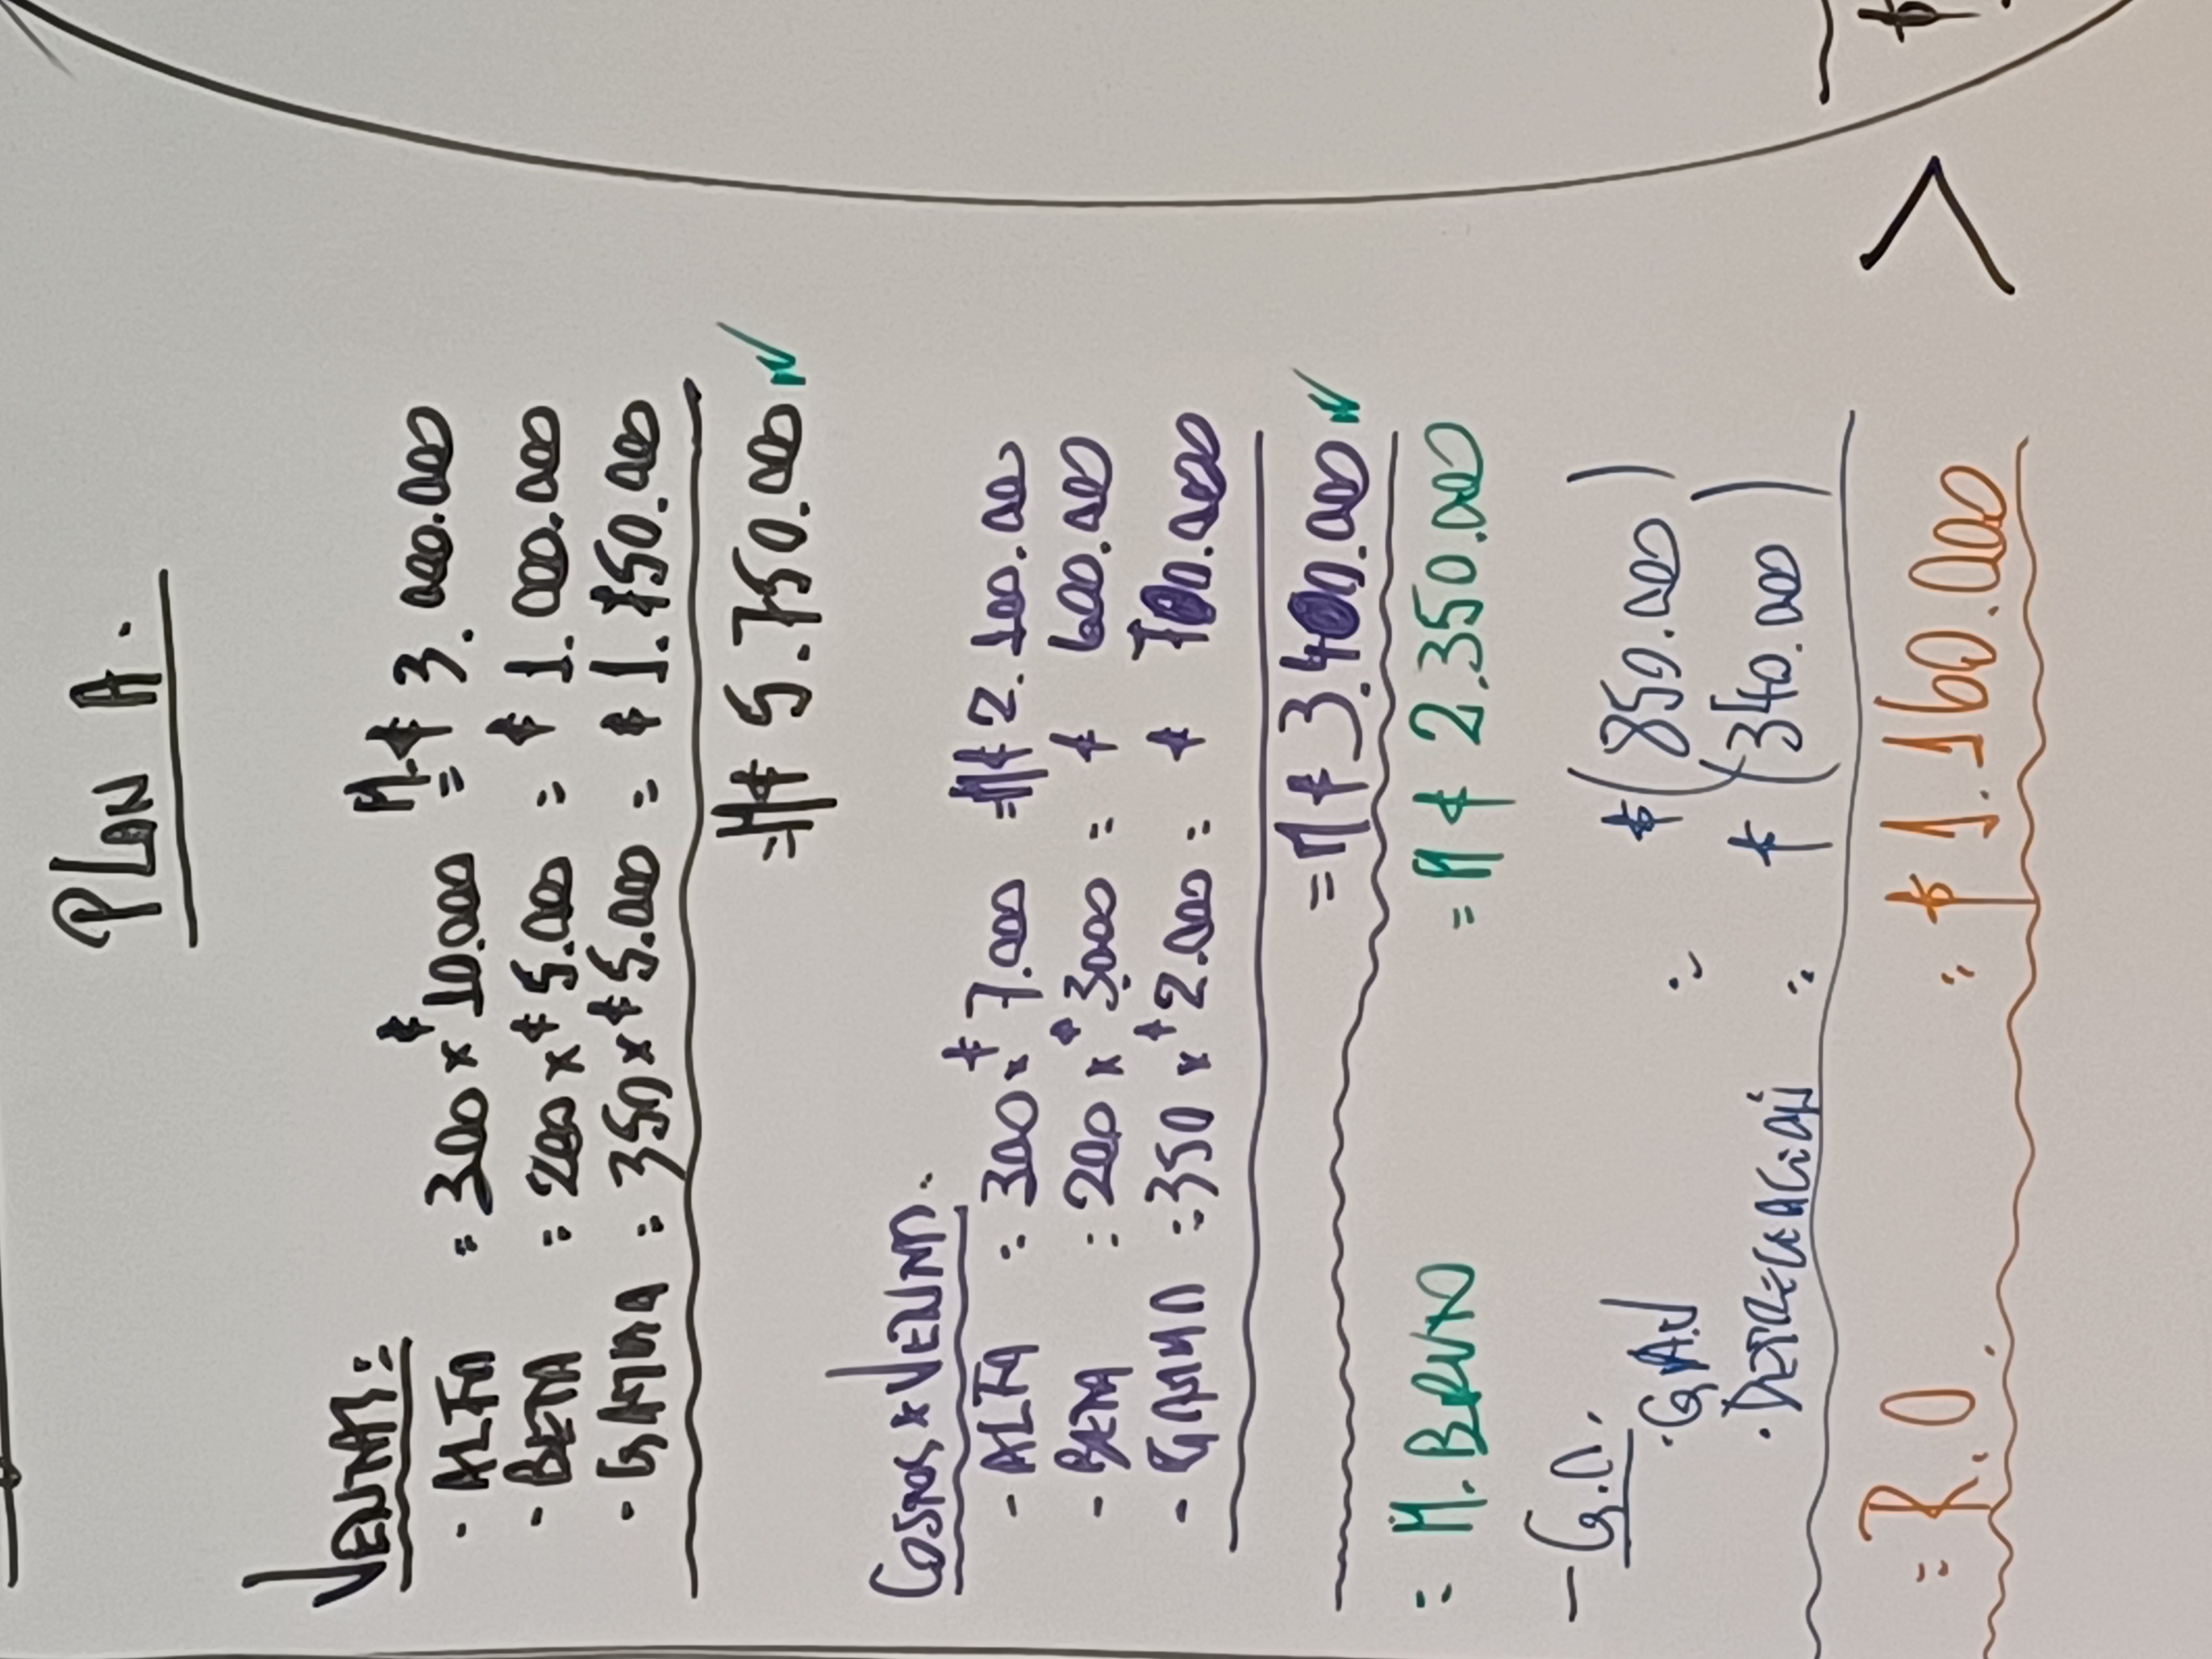 PLAN A.
VENTAS:
- ALFA = 300 x $10.000 = M.$ 3.000.000
- BETA = 200 x $5.000 = $ 1.000.000
- GAMMA = 350 x $5.000 = $ 1.750.000
= M$ 5.750.000 ✓
COSTOS x VENTA.
- ALFA : 300 x $7.000 = M$ 2.100.000
- BETA : 200 x $3.000 = $ 600.000
- GAMMA : 350 x $2.000 = $ 700.000
= M$ 3.400.000 ✓
= M. BRUTO = M$ 2.350.000
- G.A.
· G.A.V = $(850.000)
· DEPRECIACIÓN = $(340.000)
= R.O. = $ 1.160.000 > $